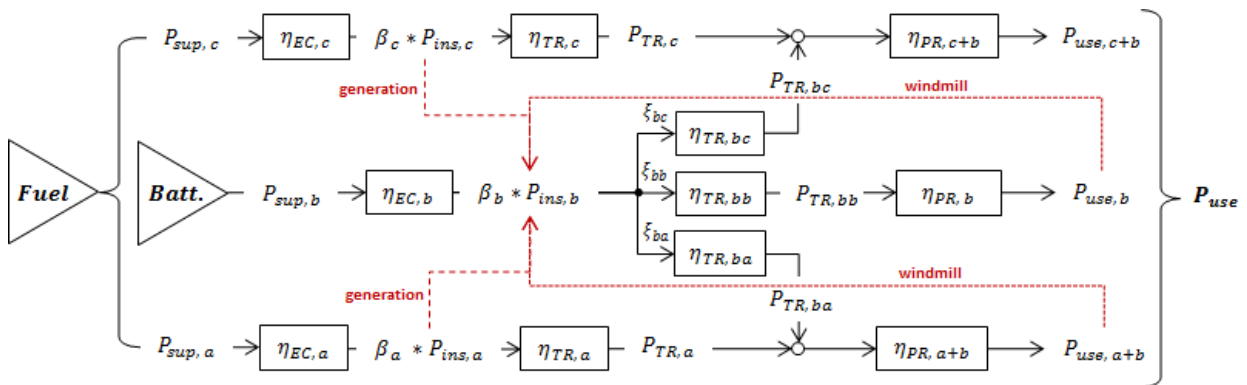 P_{sup,c} η_{EC,c} β_c * P_{ins,c} η_{TR,c} P_{TR,c} η_{PR,c+b} P_{use,c+b}
generation
P_{TR,bc}
windmill
ξ_{bc}
η_{TR,bc}
Fuel Batt. P_{sup,b} η_{EC,b} β_b * P_{ins,b} ξ_{bb} η_{TR,bb} P_{TR,bb} η_{PR,b} P_{use,b} P_{use}
ξ_{ba}
η_{TR,ba}
windmill
generation
P_{TR,ba}
P_{sup,a} η_{EC,a} β_a * P_{ins,a} η_{TR,a} P_{TR,a} η_{PR,a+b} P_{use,a+b}